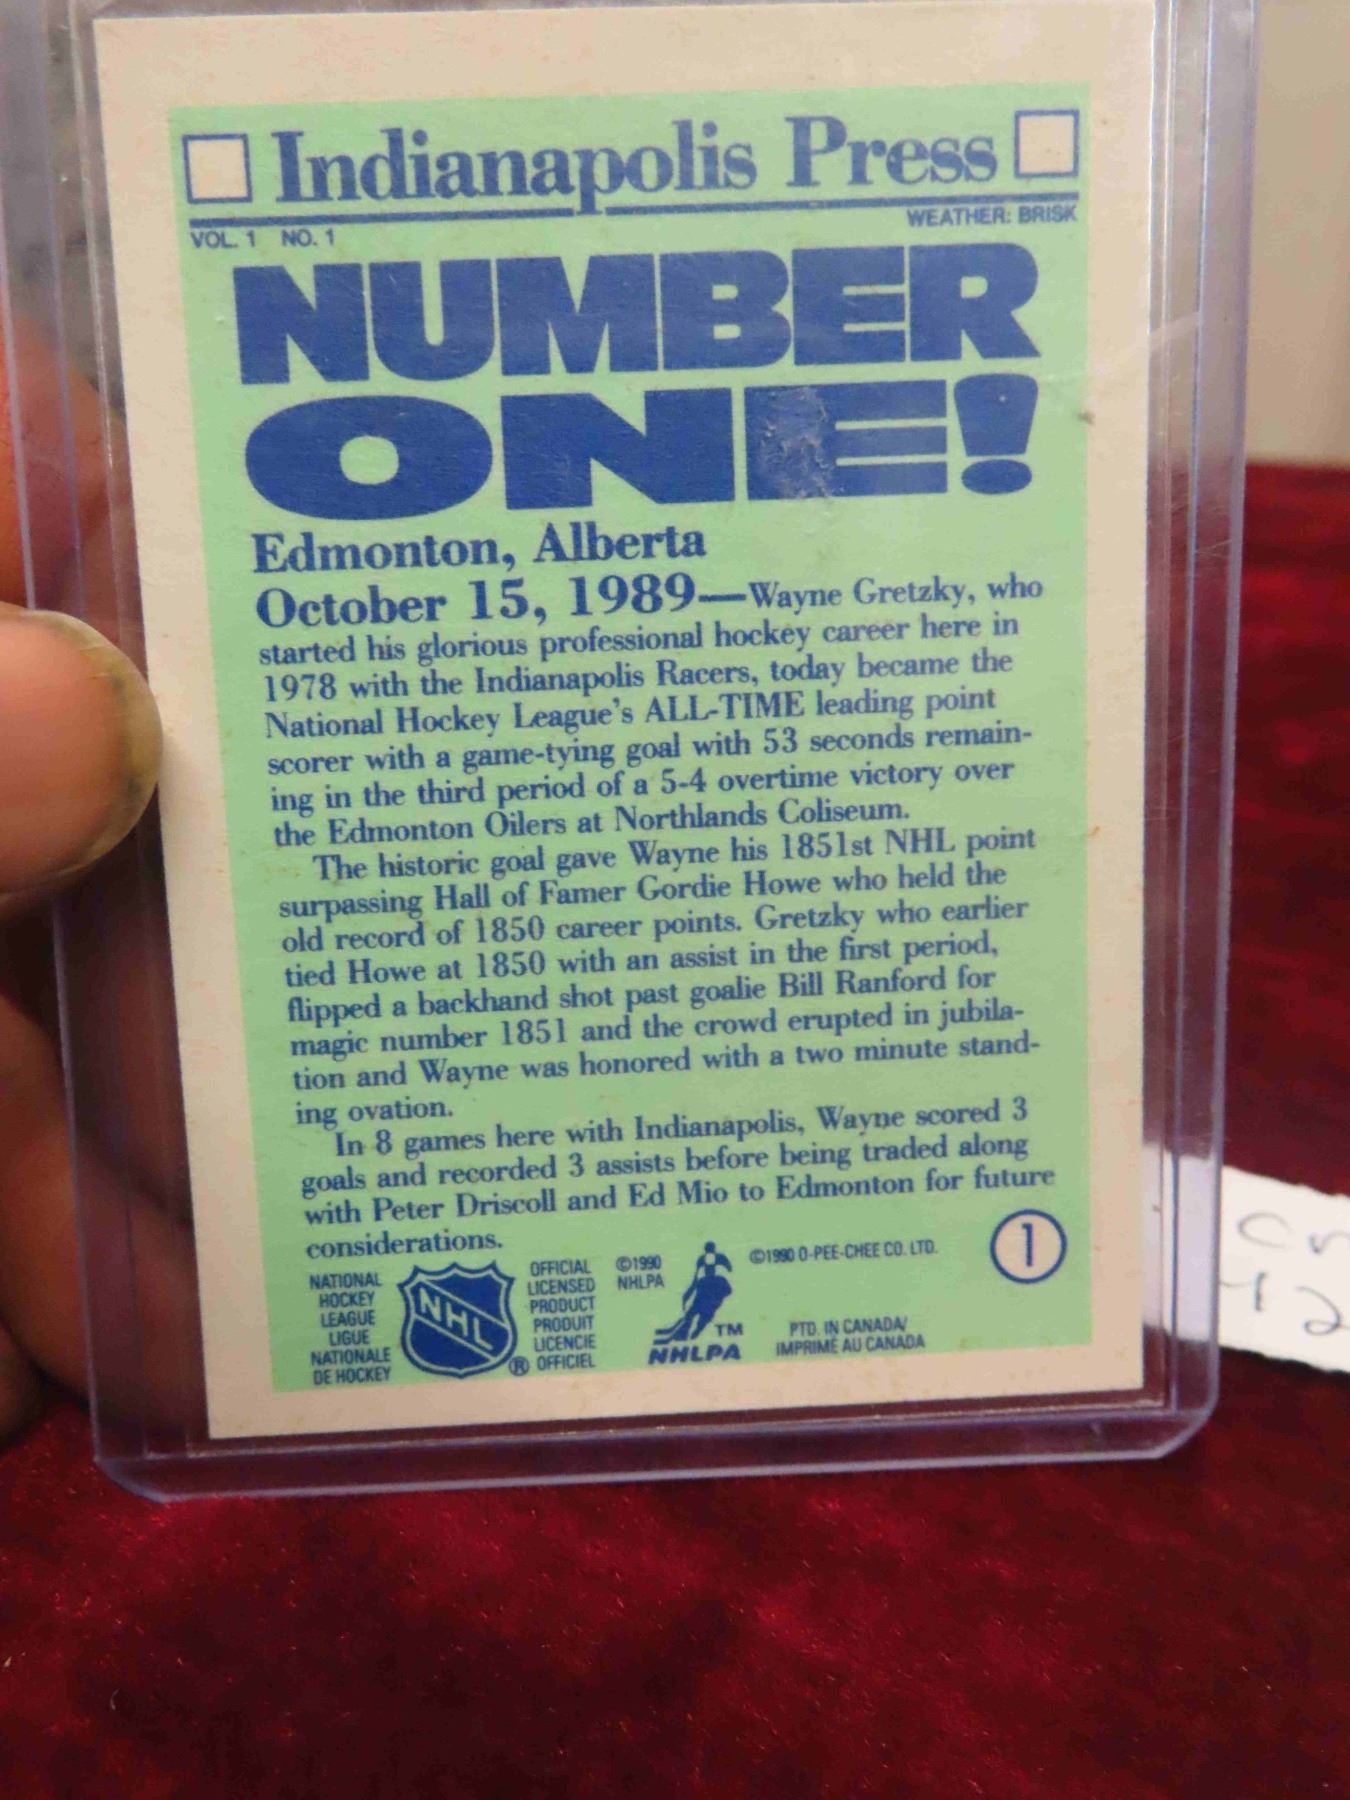 Indianapolis Press
VOL. 1 NO. 1
WEATHER: BRISK
NUMBER
ONE!
Edmonton, Alberta
October 15, 1989—Wayne Gretzky, who
started his glorious professional hockey career here in
1978 with the Indianapolis Racers, today became the
National Hockey League's ALL-TIME leading point
scorer with a game-tying goal with 53 seconds remain-
ing in the third period of a 5-4 overtime victory over
the Edmonton Oilers at Northlands Coliseum.
The historic goal gave Wayne his 1851st NHL point
surpassing Hall of Famer Gordie Howe who held the
old record of 1850 career points. Gretzky who earlier
tied Howe at 1850 with an assist in the first period,
flipped a backhand shot past goalie Bill Ranford for
magic number 1851 and the crowd erupted in jubila-
tion and Wayne was honored with a two minute stand-
ing ovation.
In 8 games here with Indianapolis, Wayne scored 3
goals and recorded 3 assists before being traded along
with Peter Driscoll and Ed Mio to Edmonton for future
considerations.
NATIONAL
HOCKEY
LEAGUE
LIGUE
NATIONALE
DE HOCKEY
NHL
®
OFFICIAL
LICENSED
PRODUCT
PRODUIT
LICENCIE
OFFICIEL
©1990
NHLPA
TM
NHLPA
©1990 O-PEE-CHEE CO. LTD.
PTD. IN CANADA/
IMPRIMÉ AU CANADA
1